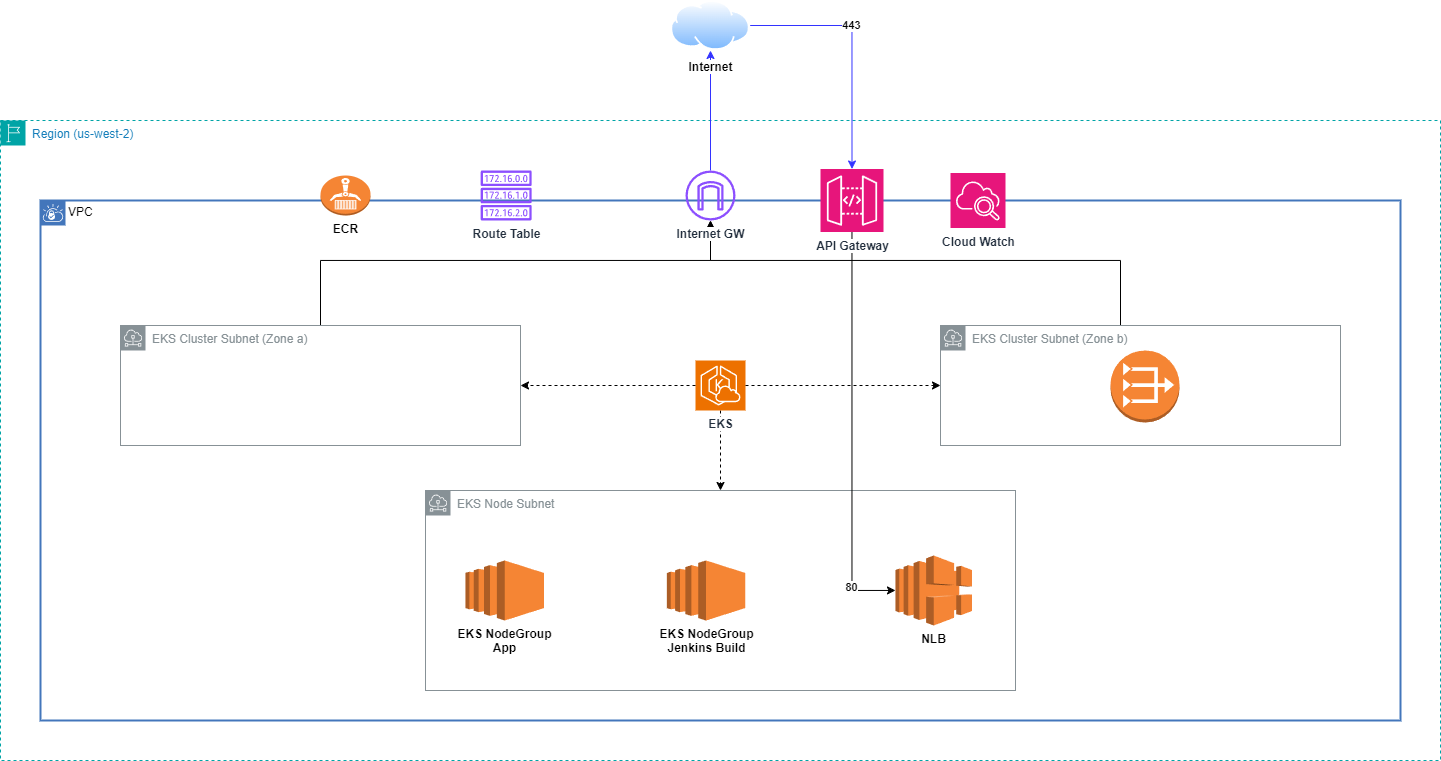 443
Internet
Region (us-west-2)
172.16.0.0
172.16.1.0
172.16.2.0
VPC
ECR
Route Table
Internet GW
API Gateway
Cloud Watch
EKS Cluster Subnet (Zone a)
EKS Cluster Subnet (Zone b)
EKS
EKS Node Subnet
80
EKS NodeGroup
App
EKS NodeGroup
Jenkins Build
NLB